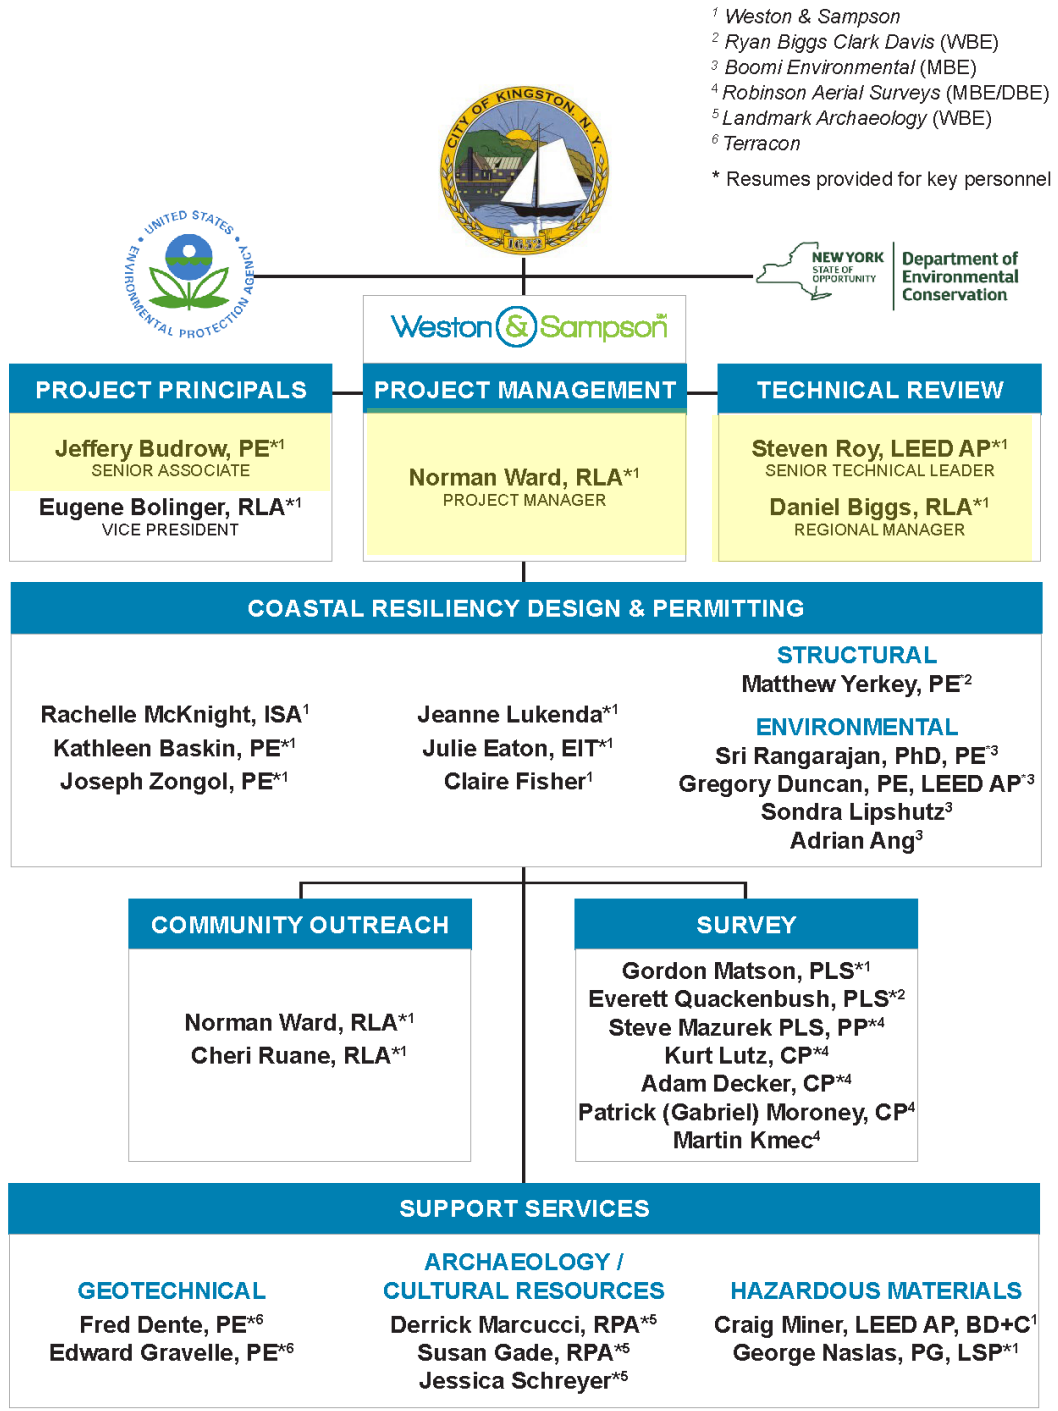 ¹ Weston & Sampson
² Ryan Biggs Clark Davis (WBE)
³ Boomi Environmental (MBE)
⁴ Robinson Aerial Surveys (MBE/DBE)
⁵ Landmark Archaeology (WBE)
⁶ Terracon
* Resumes provided for key personnel
CITY OF KINGSTON, N.Y.
1652
UNITED STATES
ENVIRONMENTAL PROTECTION AGENCY
NEW YORK
STATE OF
OPPORTUNITY
Department of
Environmental
Conservation
Weston & Sampson
PROJECT PRINCIPALS
Jeffery Budrow, PE*¹
SENIOR ASSOCIATE
Eugene Bolinger, RLA*¹
VICE PRESIDENT
PROJECT MANAGEMENT
Norman Ward, RLA*¹
PROJECT MANAGER
TECHNICAL REVIEW
Steven Roy, LEED AP*¹
SENIOR TECHNICAL LEADER
Daniel Biggs, RLA*¹
REGIONAL MANAGER
COASTAL RESILIENCY DESIGN & PERMITTING
Rachelle McKnight, ISA¹
Kathleen Baskin, PE*¹
Joseph Zongol, PE*¹
Jeanne Lukenda*¹
Julie Eaton, EIT*¹
Claire Fisher¹
STRUCTURAL
Matthew Yerkey, PE*²
ENVIRONMENTAL
Sri Rangarajan, PhD, PE*³
Gregory Duncan, PE, LEED AP*³
Sondra Lipshutz³
Adrian Ang³
COMMUNITY OUTREACH
Norman Ward, RLA*¹
Cheri Ruane, RLA*¹
SURVEY
Gordon Matson, PLS*¹
Everett Quackenbush, PLS*²
Steve Mazurek PLS, PP*⁴
Kurt Lutz, CP*⁴
Adam Decker, CP*⁴
Patrick (Gabriel) Moroney, CP⁴
Martin Kmec⁴
SUPPORT SERVICES
GEOTECHNICAL
Fred Dente, PE*⁶
Edward Gravelle, PE*⁶
ARCHAEOLOGY /
CULTURAL RESOURCES
Derrick Marcucci, RPA*⁵
Susan Gade, RPA*⁵
Jessica Schreyer*⁵
HAZARDOUS MATERIALS
Craig Miner, LEED AP, BD+C¹
George Naslas, PG, LSP*¹